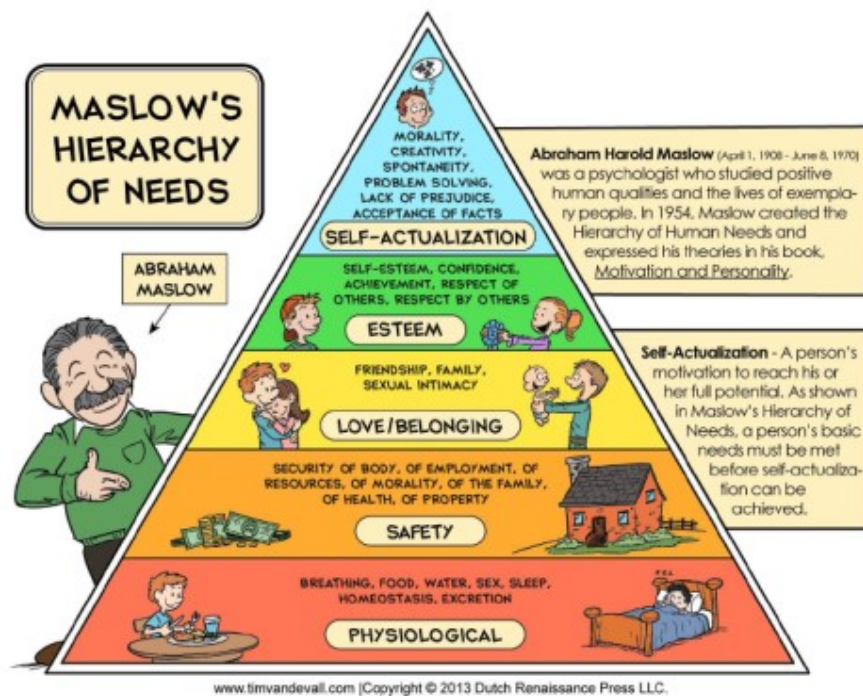 MASLOW'S
HIERARCHY
OF NEEDS
ABRAHAM
MASLOW
MORALITY,
CREATIVITY,
SPONTANEITY,
PROBLEM SOLVING,
LACK OF PREJUDICE,
ACCEPTANCE OF FACTS
SELF-ACTUALIZATION
SELF-ESTEEM, CONFIDENCE,
ACHIEVEMENT, RESPECT OF
OTHERS, RESPECT BY OTHERS
ESTEEM
FRIENDSHIP, FAMILY,
SEXUAL INTIMACY
LOVE/BELONGING
SECURITY OF BODY, OF EMPLOYMENT, OF
RESOURCES, OF MORALITY, OF THE FAMILY,
OF HEALTH, OF PROPERTY
SAFETY
BREATHING, FOOD, WATER, SEX, SLEEP,
HOMEOSTASIS, EXCRETION
PHYSIOLOGICAL
Abraham Harold Maslow (April 1, 1908 - June 8, 1970)
was a psychologist who studied positive
human qualities and the lives of exempla-
ry people. In 1954, Maslow created the
Hierarchy of Human Needs and
expressed his theories in his book,
Motivation and Personality.
Self-Actualization - A person's
motivation to reach his or
her full potential. As shown
in Maslow's Hierarchy of
Needs, a person's basic
needs must be met
before self-actualiza-
tion can be
achieved.
www.timvandevall.com |Copyright © 2013 Dutch Renaissance Press LLC.